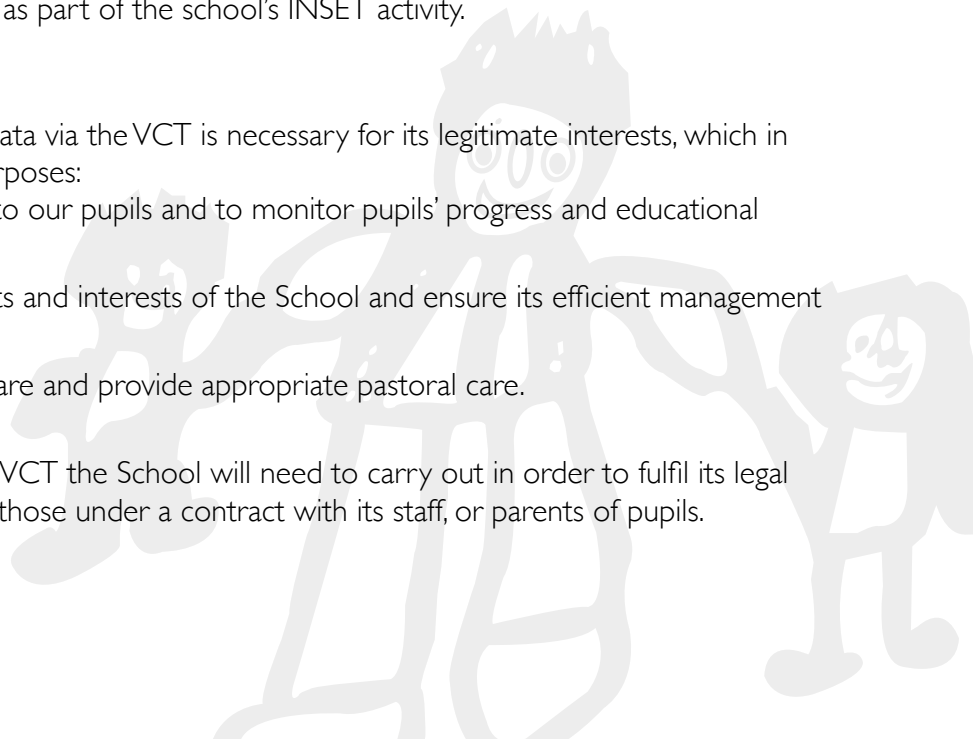 as part of the school's INSET activity.
ata via the VCT is necessary for its legitimate interests, which in
rposes:
to our pupils and to monitor pupils' progress and educational
ts and interests of the School and ensure its efficient management
are and provide appropriate pastoral care.
VCT the School will need to carry out in order to fulfil its legal
those under a contract with its staff, or parents of pupils.